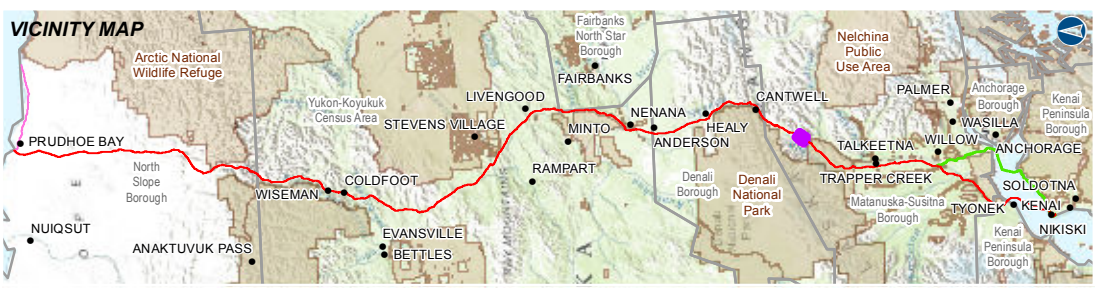 VICINITY MAP
Arctic National
Wildlife Refuge
Yukon-Koyukuk
Census Area
Fairbanks
North Star
Borough
FAIRBANKS
Nelchina
Public
Use Area
PALMER
Anchorage
Borough
Kenai
Peninsula
Borough
WASILLA
LIVENGOOD
STEVENS VILLAGE
MINTO
NENANA
ANDERSON
HEALY
CANTWELL
TALKEETNA
WILLOW
ANCHORAGE
PRUDHOE BAY
North
Slope
Borough
WISEMAN
COLDFOOT
RAMPART
Denali
Borough
Denali
National
Park
TRAPPER CREEK
Matanuska-Susitna
Borough
SOLDOTNA
TYONEK
KENAI
NIKISKI
Kenai
Peninsula
Borough
NUIQSUT
ANAKTUVUK PASS
EVANSVILLE
BETTLES